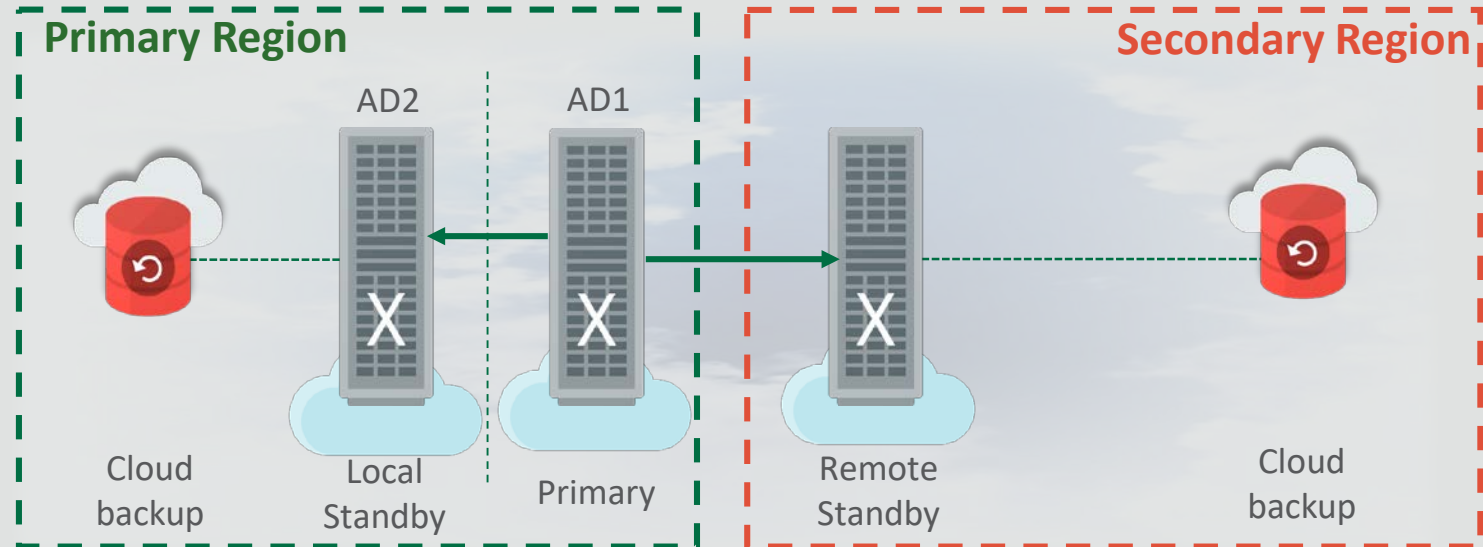 Primary Region
Secondary Region
AD2
AD1
X
X
X
Cloud
backup
Local
Standby
Primary
Remote
Standby
Cloud
backup